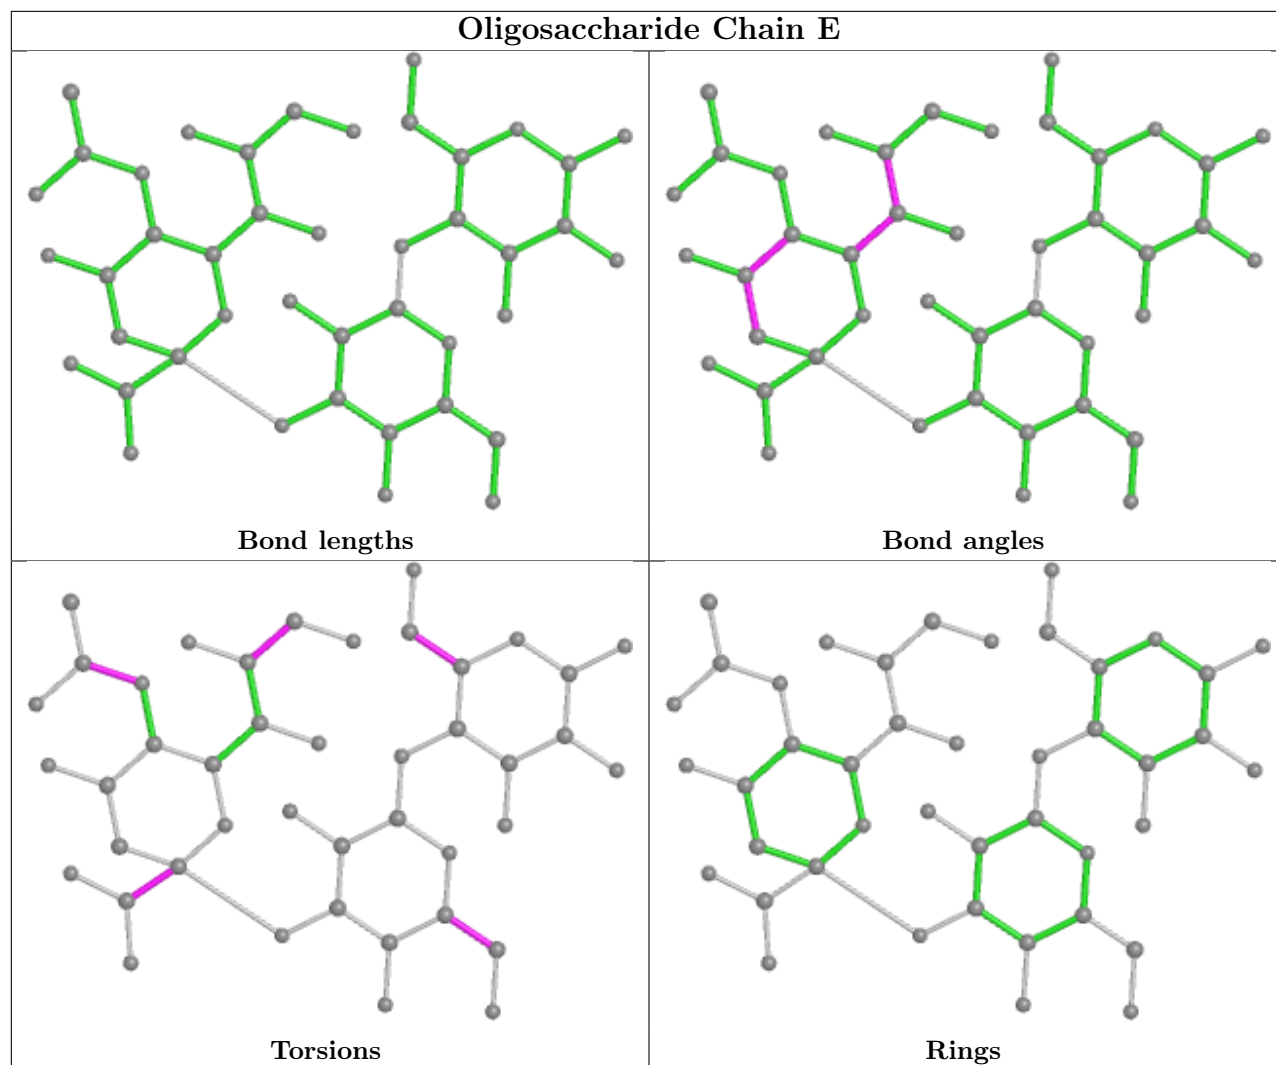 Oligosaccharide Chain E
Bond lengths
Bond angles
Torsions
Rings